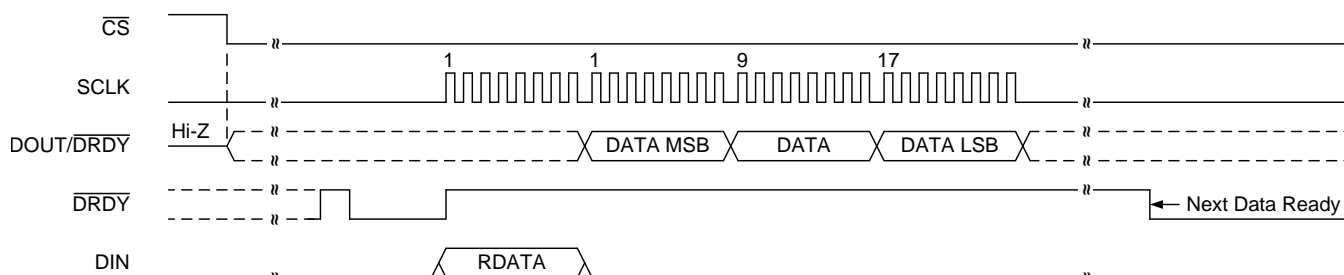 CS
SCLK
1 1 9 17
Hi-Z
DOUT/DRDY
DATA MSB DATA DATA LSB
DRDY
Next Data Ready
DIN
RDATA